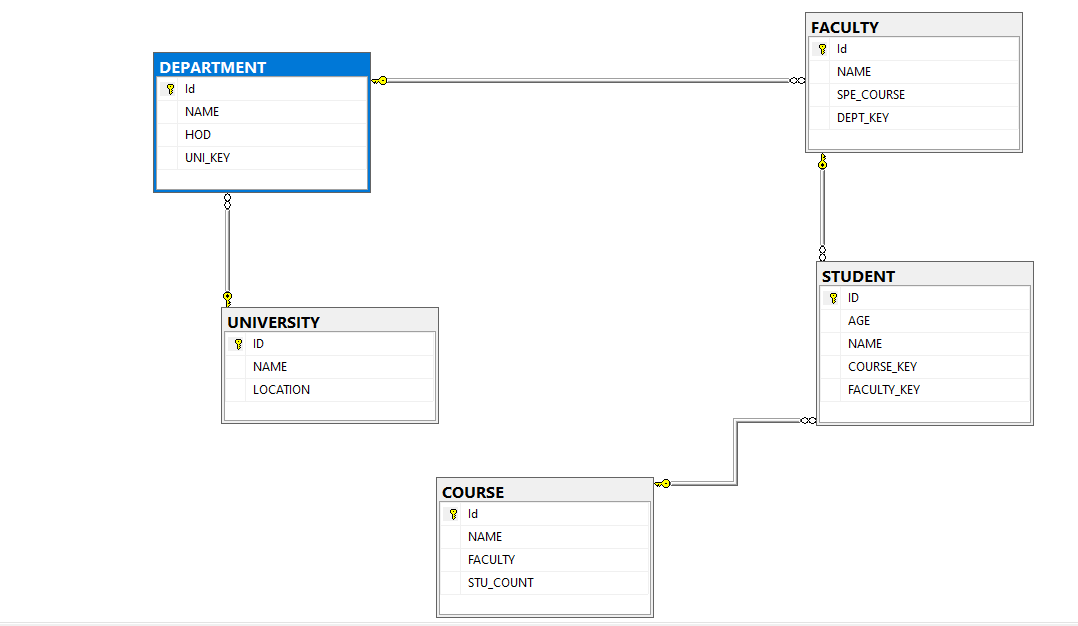 DEPARTMENT
Id
NAME
HOD
UNI_KEY
FACULTY
Id
NAME
SPE_COURSE
DEPT_KEY
UNIVERSITY
ID
NAME
LOCATION
STUDENT
ID
AGE
NAME
COURSE_KEY
FACULTY_KEY
COURSE
Id
NAME
FACULTY
STU_COUNT